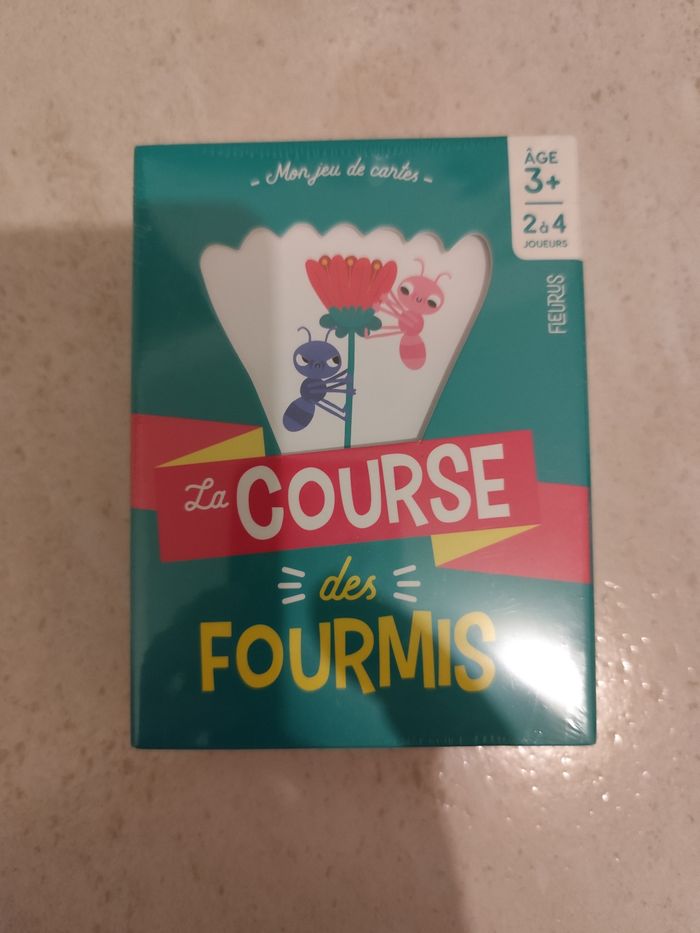 Mon jeu de cartes
ÂGE
3+
2 à 4
JOUEURS
FLEURUS
La COURSE
des
FOURMIS